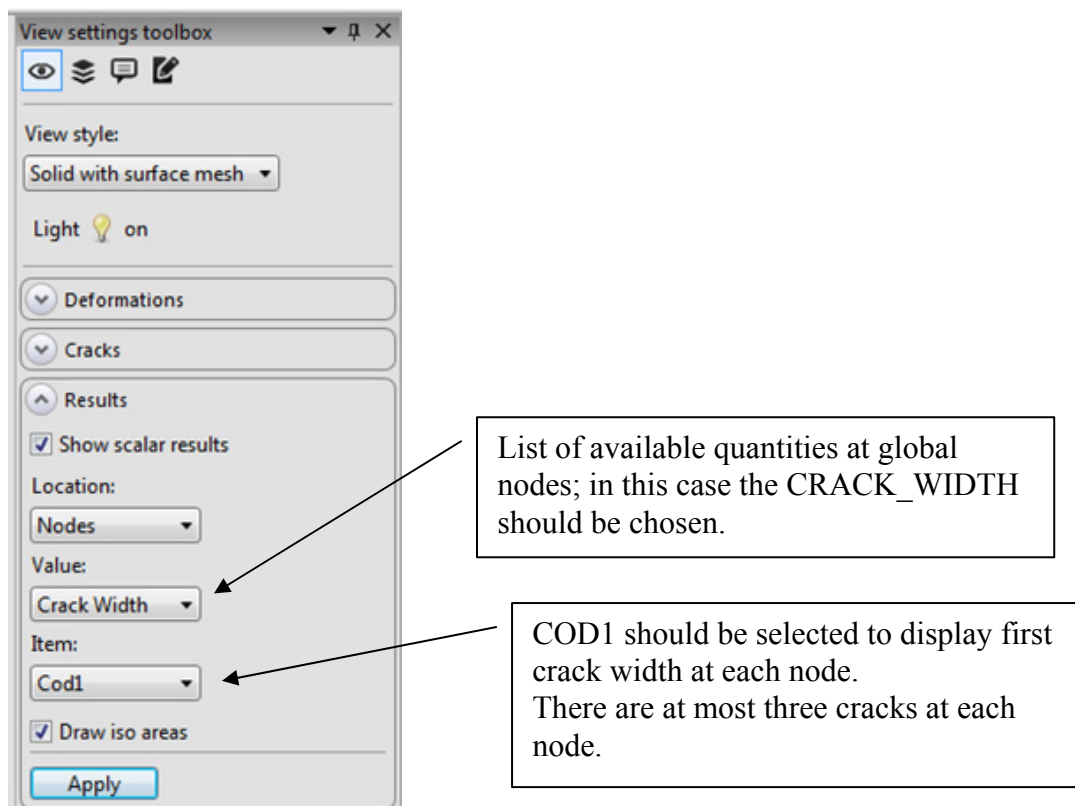 View settings toolbox
View style:
Solid with surface mesh
Light on
Deformations
Cracks
Results
Show scalar results
Location:
Nodes
Value:
Crack Width
Item:
Cod1
Draw iso areas
Apply
List of available quantities at global
nodes; in this case the CRACK_WIDTH
should be chosen.
COD1 should be selected to display first
crack width at each node.
There are at most three cracks at each
node.